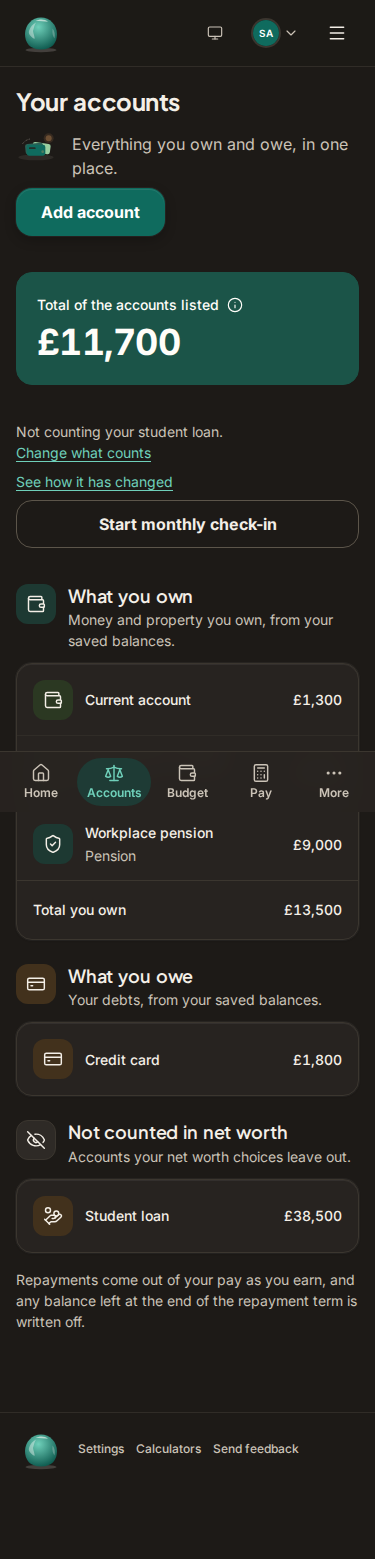 SA
Your accounts
Everything you own and owe, in one
place.
Add account
Total of the accounts listed
£11,700
Not counting your student loan.
Change what counts
See how it has changed
Start monthly check-in
What you own
Money and property you own, from your
saved balances.
Current account £1,300
Home Accounts Budget Pay More
Workplace pension
Pension £9,000
Total you own £13,500
What you owe
Your debts, from your saved balances.
Credit card £1,800
Not counted in net worth
Accounts your net worth choices leave out.
Student loan £38,500
Repayments come out of your pay as you earn, and
any balance left at the end of the repayment term is
written off.
Settings Calculators Send feedback